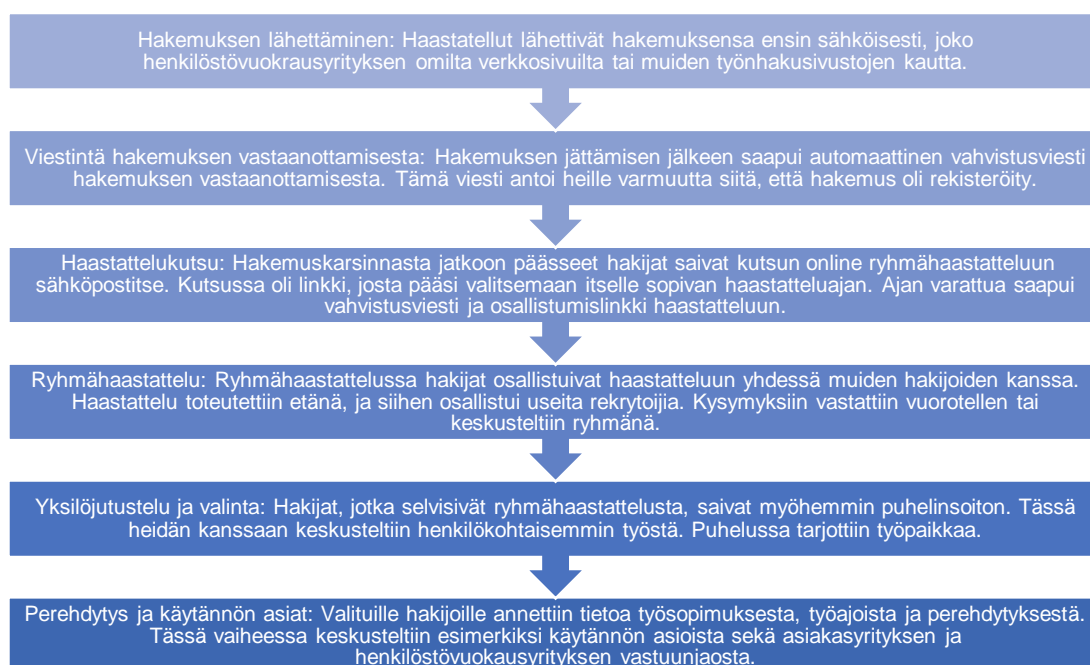 Hakemuksen lähettäminen: Haastatellut lähettivät hakemuksensa ensin sähköisesti, joko
henkilöstövuokrausyrityksen omilta verkkosivuilta tai muiden työnhakusivustojen kautta.
Viestintä hakemuksen vastaanottamisesta: Hakemuksen jättämisen jälkeen saapui automaattinen vahvistusviesti
hakemuksen vastaanottamisesta. Tämä viesti antoi heille varmuutta siitä, että hakemus oli rekisteröity.
Haastattelukutsu: Hakemuskarsinnasta jatkoon päässeet hakijat saivat kutsun online ryhmähaastatteluun
sähköpostitse. Kutsussa oli linkki, josta pääsi valitsemaan itselle sopivan haastatteluajan. Ajan varattua saapui
vahvistusviesti ja osallistumislinkki haastatteluun.
Ryhmähaastattelu: Ryhmähaastattelussa hakijat osallistuivat haastatteluun yhdessä muiden hakijoiden kanssa.
Haastattelu toteutettiin etänä, ja siihen osallistui useita rekrytoijia. Kysymyksiin vastattiin vuorotellen tai
keskusteltiin ryhmänä.
Yksilöjutustelu ja valinta: Hakijat, jotka selvisivät ryhmähaastattelusta, saivat myöhemmin puhelinsoiton. Tässä
heidän kanssaan keskusteltiin henkilökohtaisemmin työstä. Puhelussa tarjottiin työpaikkaa.
Perehdytys ja käytännön asiat: Valituille hakijoille annettiin tietoa työsopimuksesta, työajoista ja perehdytyksestä.
Tässä vaiheessa keskusteltiin esimerkiksi käytännön asioista sekä asiakasyrityksen ja
henkilöstövuokausyrityksen vastuunjaosta.